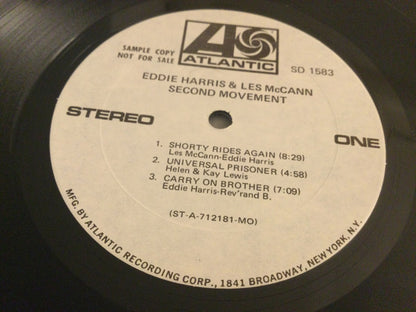 SAMPLE COPY
NOT FOR SALE
ATLANTIC
SD 1583
EDDIE HARRIS & LES McCANN
SECOND MOVEMENT
STEREO
ONE
1. SHORTY RIDES AGAIN (8:29)
Les McCann-Eddie Harris
2. UNIVERSAL PRISONER (4:58)
Helen & Kay Lewis
3. CARRY ON BROTHER (7:09)
Eddie Harris-Rev'rand B.
(ST-A-712181-MO)
MFG. BY ATLANTIC RECORDING CORP., 1841 BROADWAY, NEW YORK, N.Y.